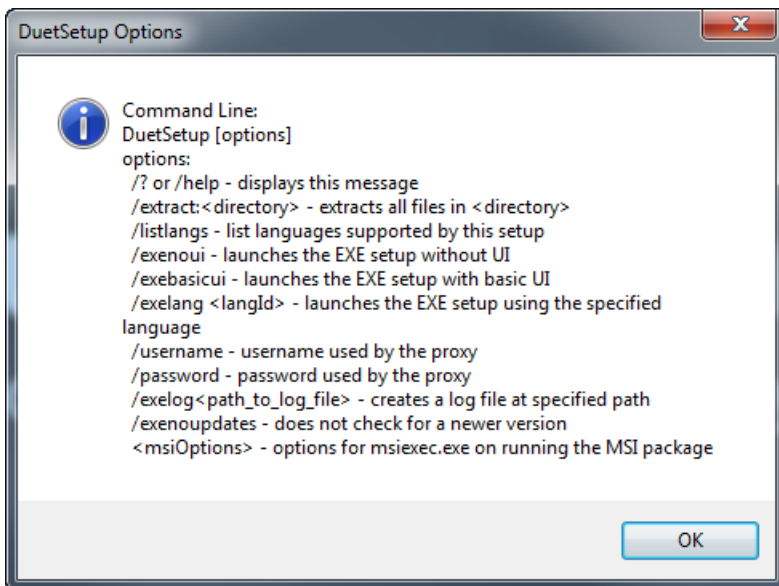 DuetSetup Options
Command Line:
DuetSetup [options]
options:
/? or /help - displays this message
/extract:<directory> - extracts all files in <directory>
/listlangs - list languages supported by this setup
/exenoui - launches the EXE setup without UI
/exebasicui - launches the EXE setup with basic UI
/exelang <langId> - launches the EXE setup using the specified
language
/username - username used by the proxy
/password - password used by the proxy
/exelog<path_to_log_file> - creates a log file at specified path
/exenoupdates - does not check for a newer version
<msiOptions> - options for msiexec.exe on running the MSI package
OK